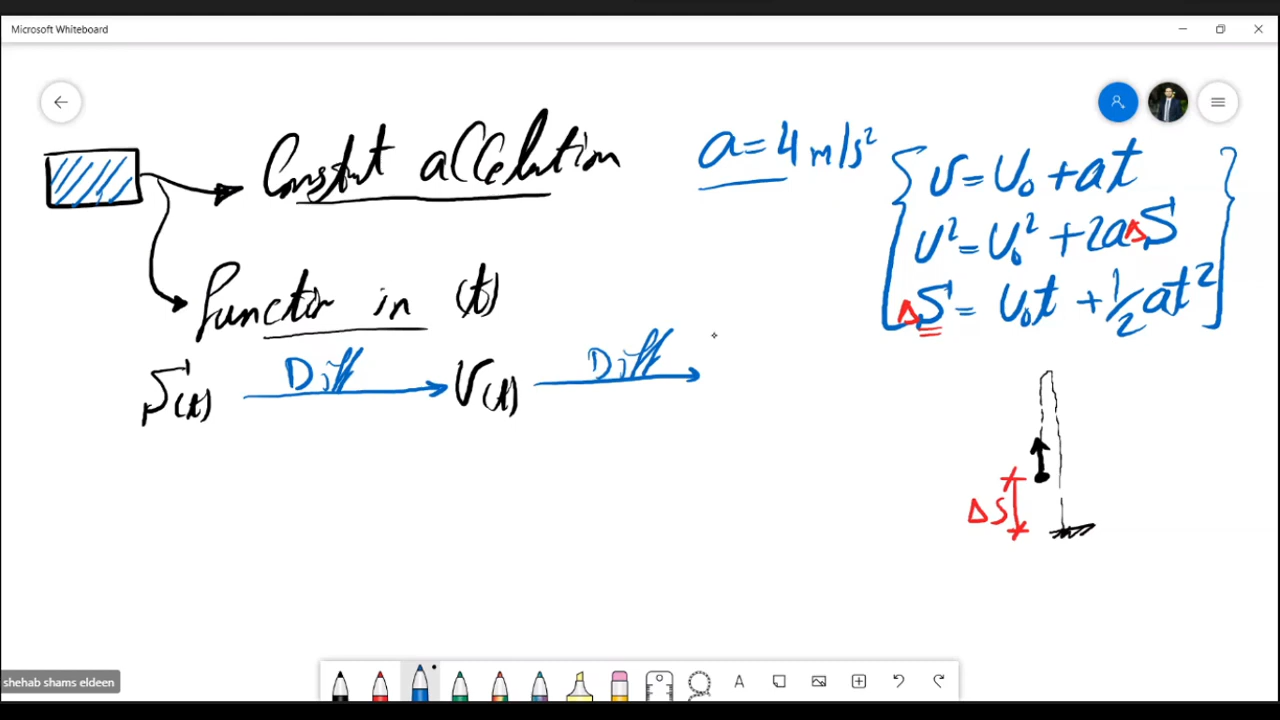 Microsoft Whiteboard
Constant accelution
a = 4 m/s²
v = v₀ + at
v² = v₀² + 2aΔS
ΔS = v₀t + ½at²
function in (t)
S(t) Diff v(t) Diff
ΔS
shehab shams eldeen
A